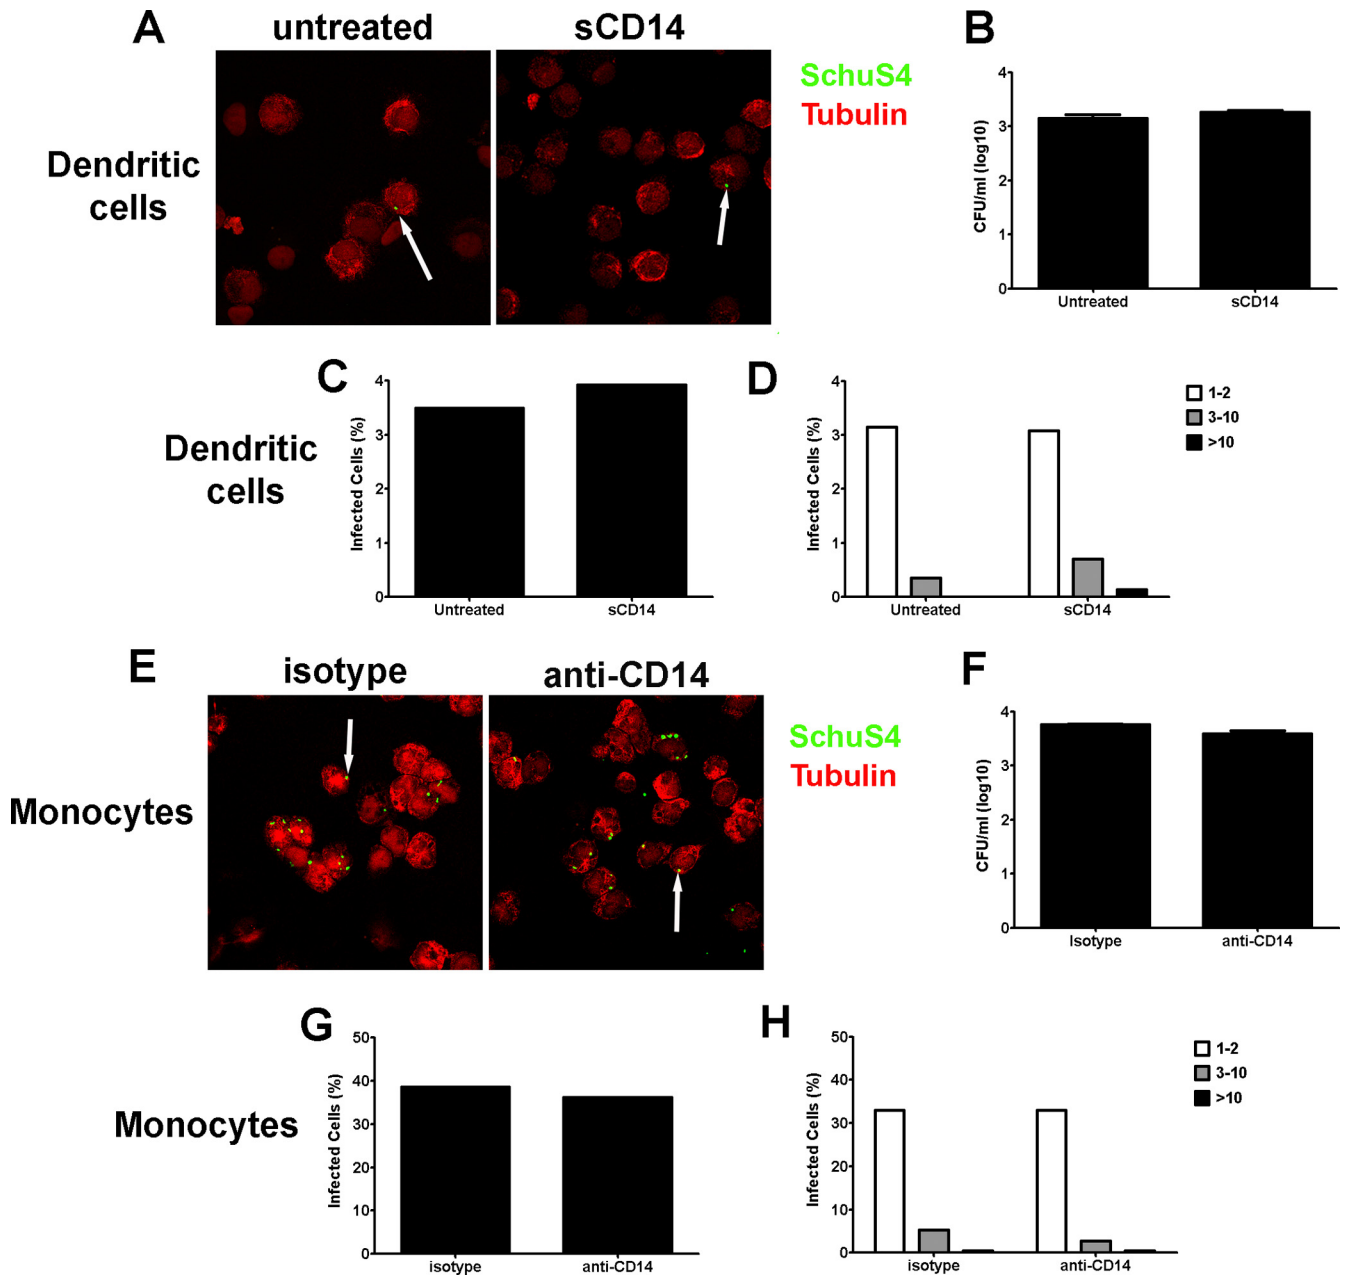 A
untreated
sCD14
SchuS4
Tubulin
Dendritic
cells
B
CFU/ml (log10)
4
3
2
1
0
Untreated
sCD14
Dendritic
cells
C
Infected Cells (%)
4
3
2
1
0
Untreated
sCD14
D
Infected Cells (%)
4
3
2
1
0
Untreated
sCD14
1-2
3-10
>10
E
isotype
anti-CD14
SchuS4
Tubulin
Monocytes
F
CFU/ml (log10)
4
3
2
1
0
Isotype
anti-CD14
Monocytes
G
Infected Cells (%)
50
40
30
20
10
0
isotype
anti-CD14
H
Infected Cells (%)
50
40
30
20
10
0
isotype
anti-CD14
1-2
3-10
>10